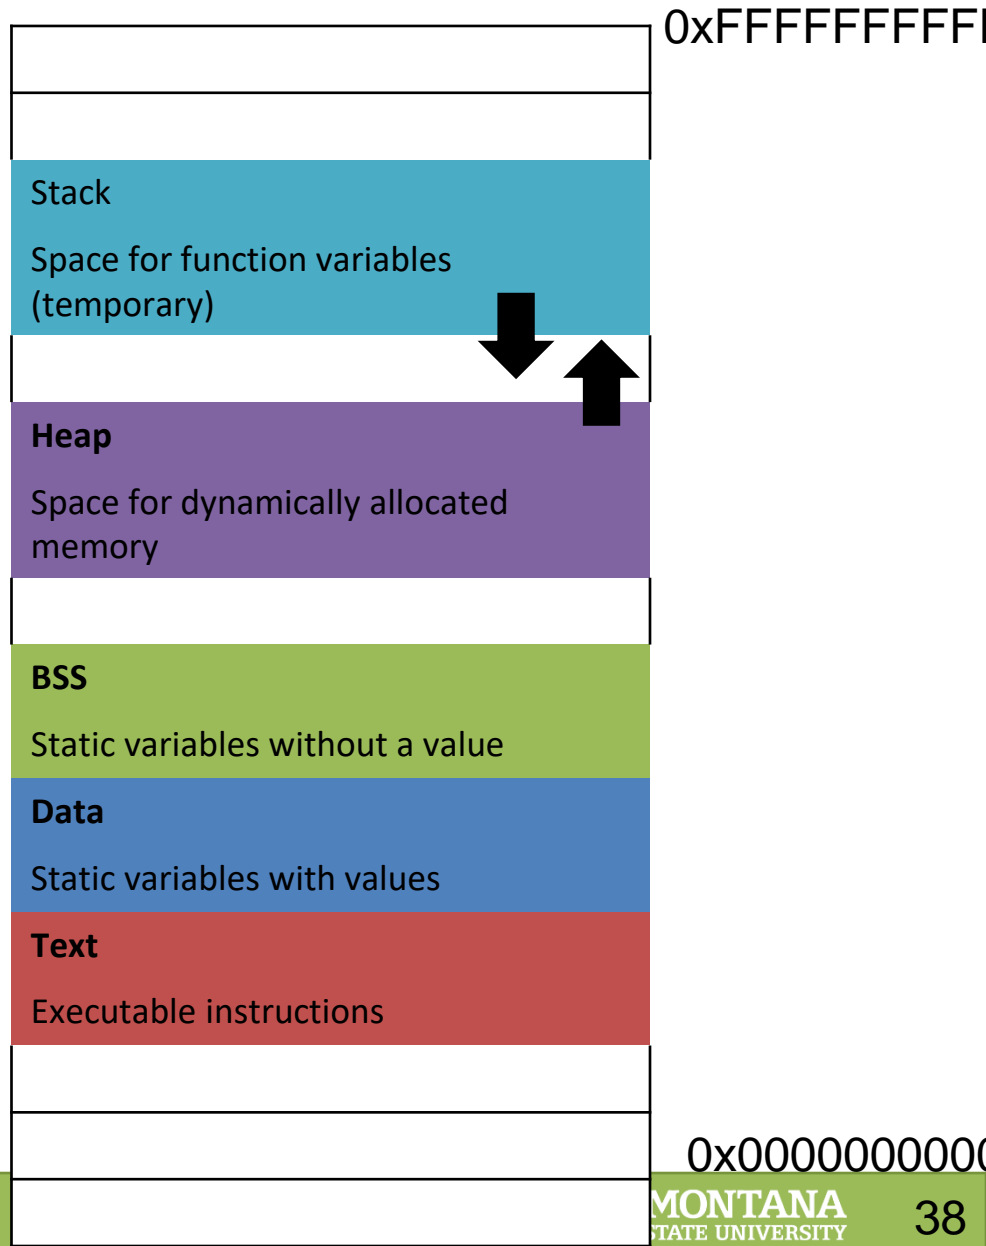 0xFFFFFFFFF
Stack
Space for function variables
(temporary)
Heap
Space for dynamically allocated
memory
BSS
Static variables without a value
Data
Static variables with values
Text
Executable instructions
0x000000000
MONTANA
STATE UNIVERSITY
38